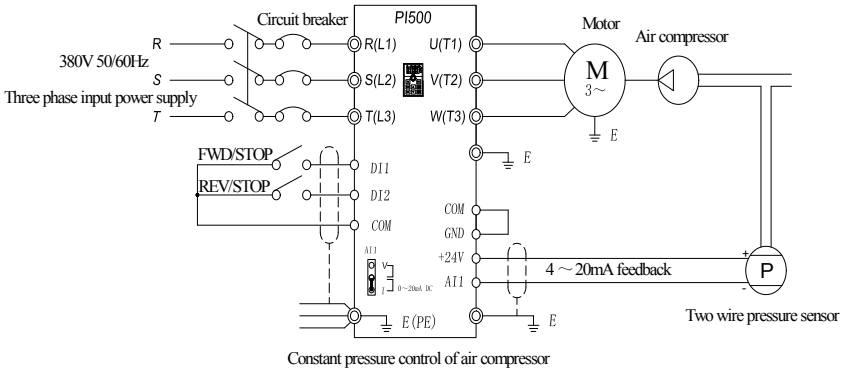 Circuit breaker
PI500
Motor
Air compressor
R
R(L1)
U(T1)
380V 50/60Hz
S
S(L2)
V(T2)
M
3～
Three phase input power supply
T
T(L3)
W(T3)
E
E
FWD/STOP
DI1
REV/STOP
DI2
COM
COM
GND
AI1
V
I
0～20mA DC
+24V
AI1
4 ～ 20mA feedback
+
P
-
E (PE)
E
Two wire pressure sensor
Constant pressure control of air compressor